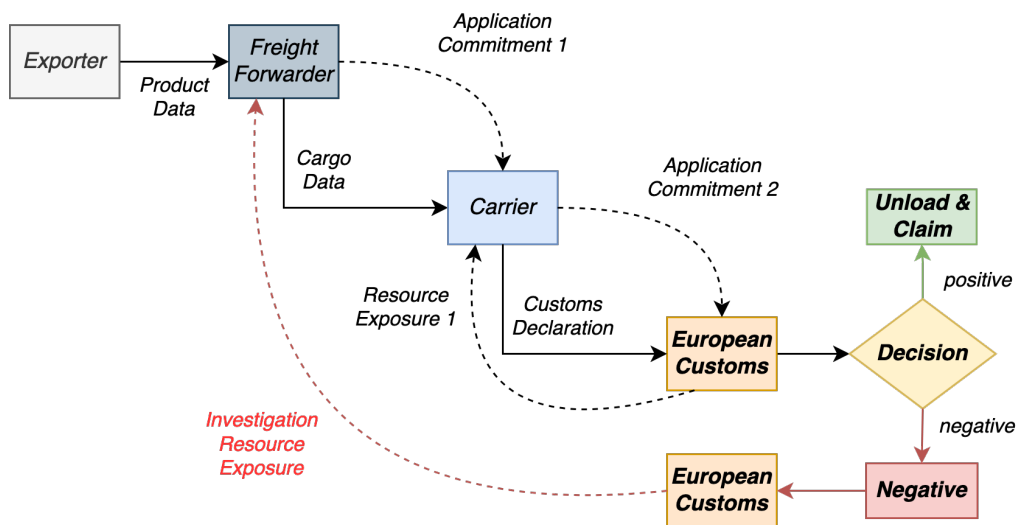 Exporter
Product
Data
Freight
Forwarder
Application
Commitment 1
Cargo
Data
Carrier
Application
Commitment 2
Resource
Exposure 1
Customs
Declaration
European
Customs
Decision
positive
Unload &
Claim
negative
Negative
European
Customs
Investigation
Resource
Exposure